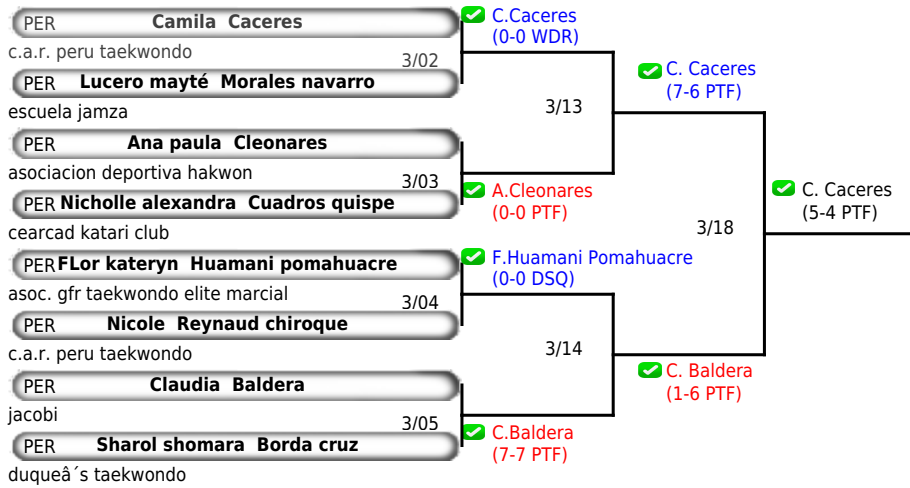 PER Camila Caceres
c.a.r. peru taekwondo
3/02
PER Lucero mayté Morales navarro
escuela jamza
C.Caceres
(0-0 WDR)
PER Ana paula Cleonares
asociacion deportiva hakwon
3/03
PER Nicholle alexandra Cuadros quispe
cearcad katari club
A.Cleonares
(0-0 PTF)
3/13
C. Caceres
(7-6 PTF)
PER FLor kateryn Huamani pomahuacre
asoc. gfr taekwondo elite marcial
3/04
PER Nicole Reynaud chiroque
c.a.r. peru taekwondo
F.Huamani Pomahuacre
(0-0 DSQ)
PER Claudia Baldera
jacobi
3/05
PER Sharol shomara Borda cruz
duqueâ´s taekwondo
C.Baldera
(7-7 PTF)
3/14
C. Baldera
(1-6 PTF)
3/18
C. Caceres
(5-4 PTF)